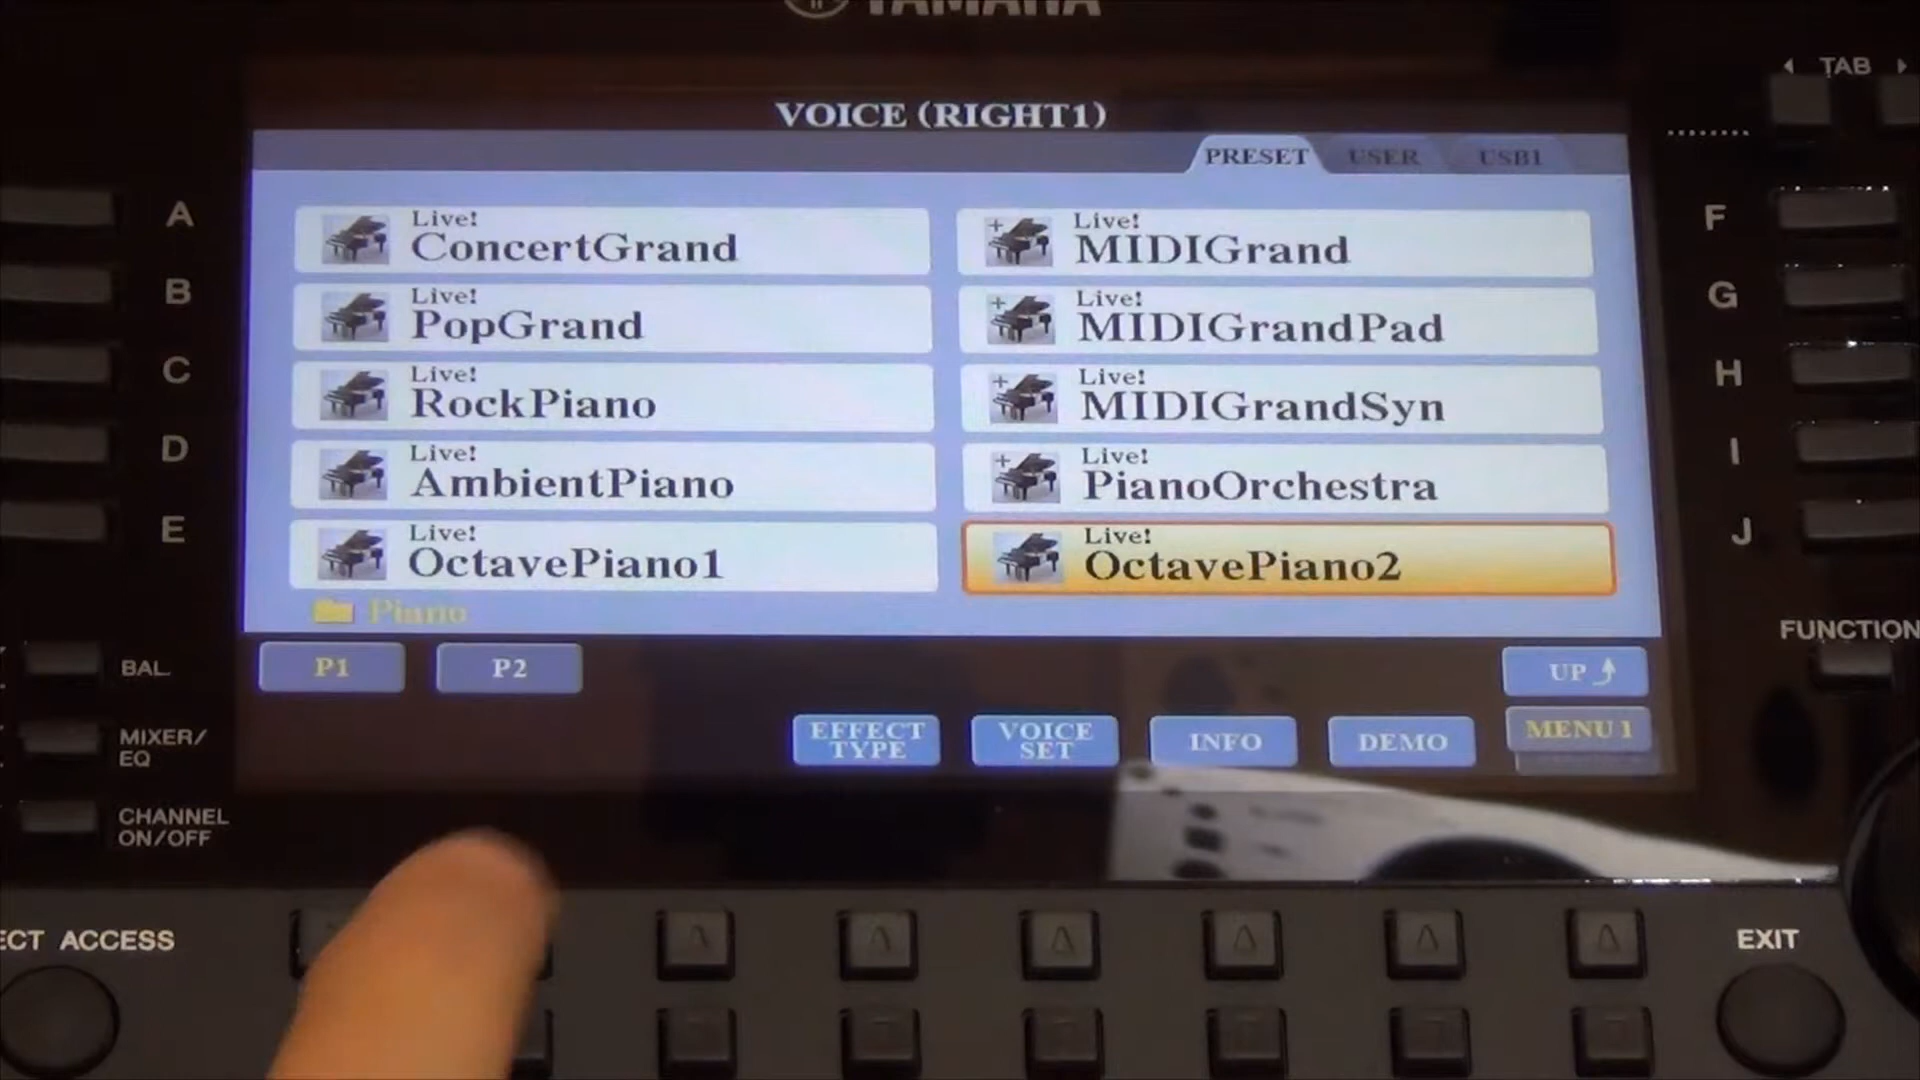 YAMAHA
TAB
VOICE (RIGHT1)
PRESET
USER
USB1
A
Live!
ConcertGrand
Live!
MIDIGrand
F
B
Live!
PopGrand
Live!
MIDIGrandPad
G
C
Live!
RockPiano
Live!
MIDIGrandSyn
H
D
Live!
AmbientPiano
Live!
PianoOrchestra
I
E
Live!
OctavePiano1
Live!
OctavePiano2
J
Piano
FUNCTION
BAL.
P1
P2
UP
MIXER/
EQ
EFFECT
TYPE
VOICE
SET
INFO
DEMO
MENU 1
CHANNEL
ON/OFF
ECT ACCESS
EXIT